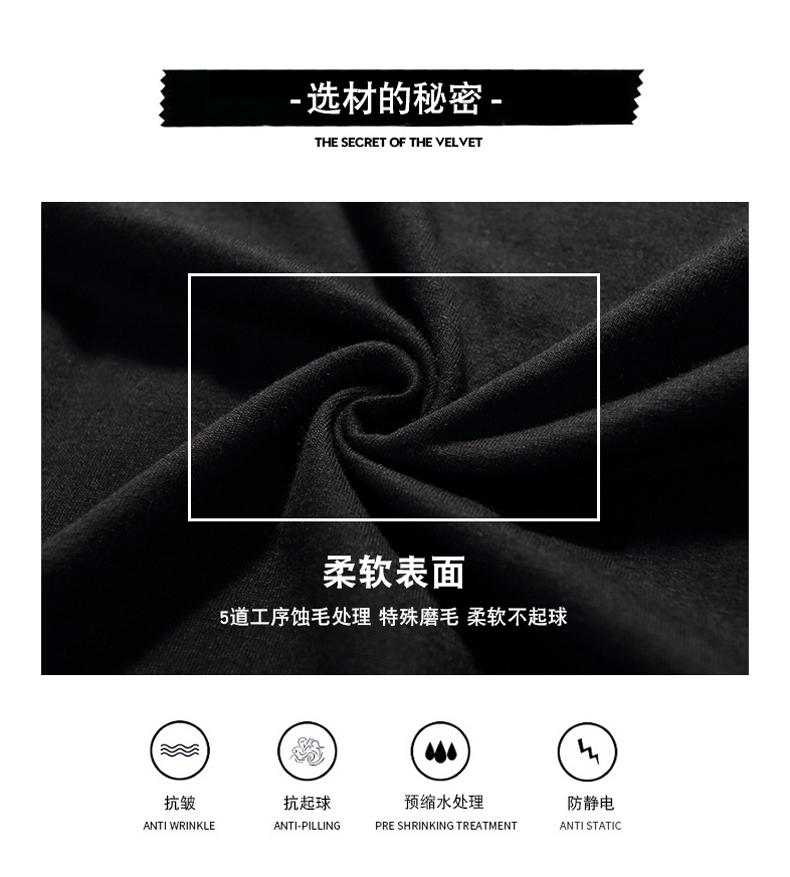 -选材的秘密-
THE SECRET OF THE VELVET
柔软表面
5道工序蚀毛处理 特殊磨毛 柔软不起球
抗皱
ANTI WRINKLE
抗起球
ANTI-PILLING
预缩水处理
PRE SHRINKING TREATMENT
防静电
ANTI STATIC